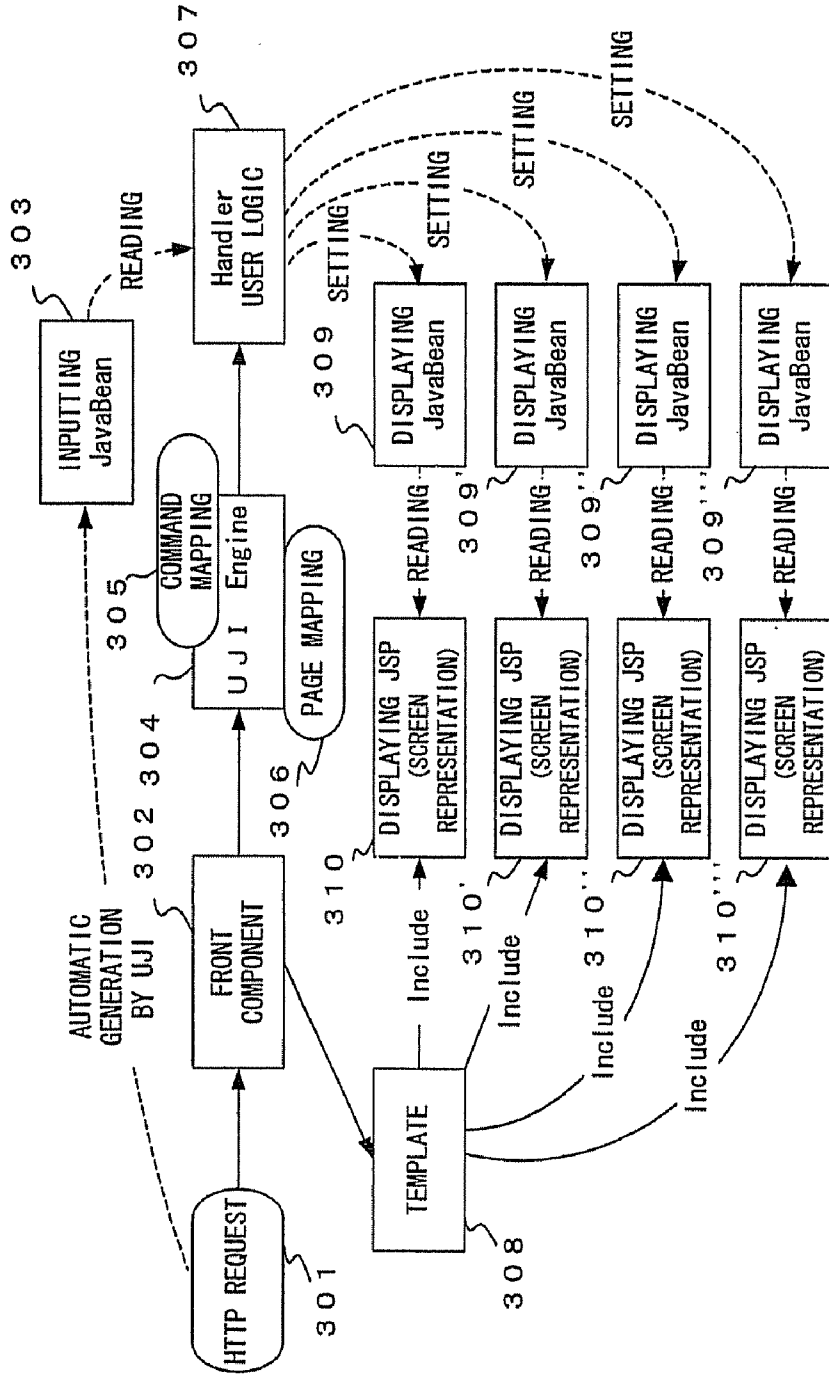 AUTOMATIC
GENERATION
BY UJI
303
INPUTTING
JavaBean
READING
307
HTTP REQUEST
301
302
FRONT
COMPONENT
304
305
COMMAND
MAPPING
UJI Engine
306
PAGE MAPPING
Handler
USER LOGIC
SETTING
SETTING
SETTING
SETTING
TEMPLATE
308
Include
Include
Include
Include
310
DISPLAYING JSP
(SCREEN
REPRESENTATION)
READING
309
DISPLAYING
JavaBean
310'
DISPLAYING JSP
(SCREEN
REPRESENTATION)
READING
309'
DISPLAYING
JavaBean
310''
DISPLAYING JSP
(SCREEN
REPRESENTATION)
READING
309''
DISPLAYING
JavaBean
310'''
DISPLAYING JSP
(SCREEN
REPRESENTATION)
READING
309'''
DISPLAYING
JavaBean